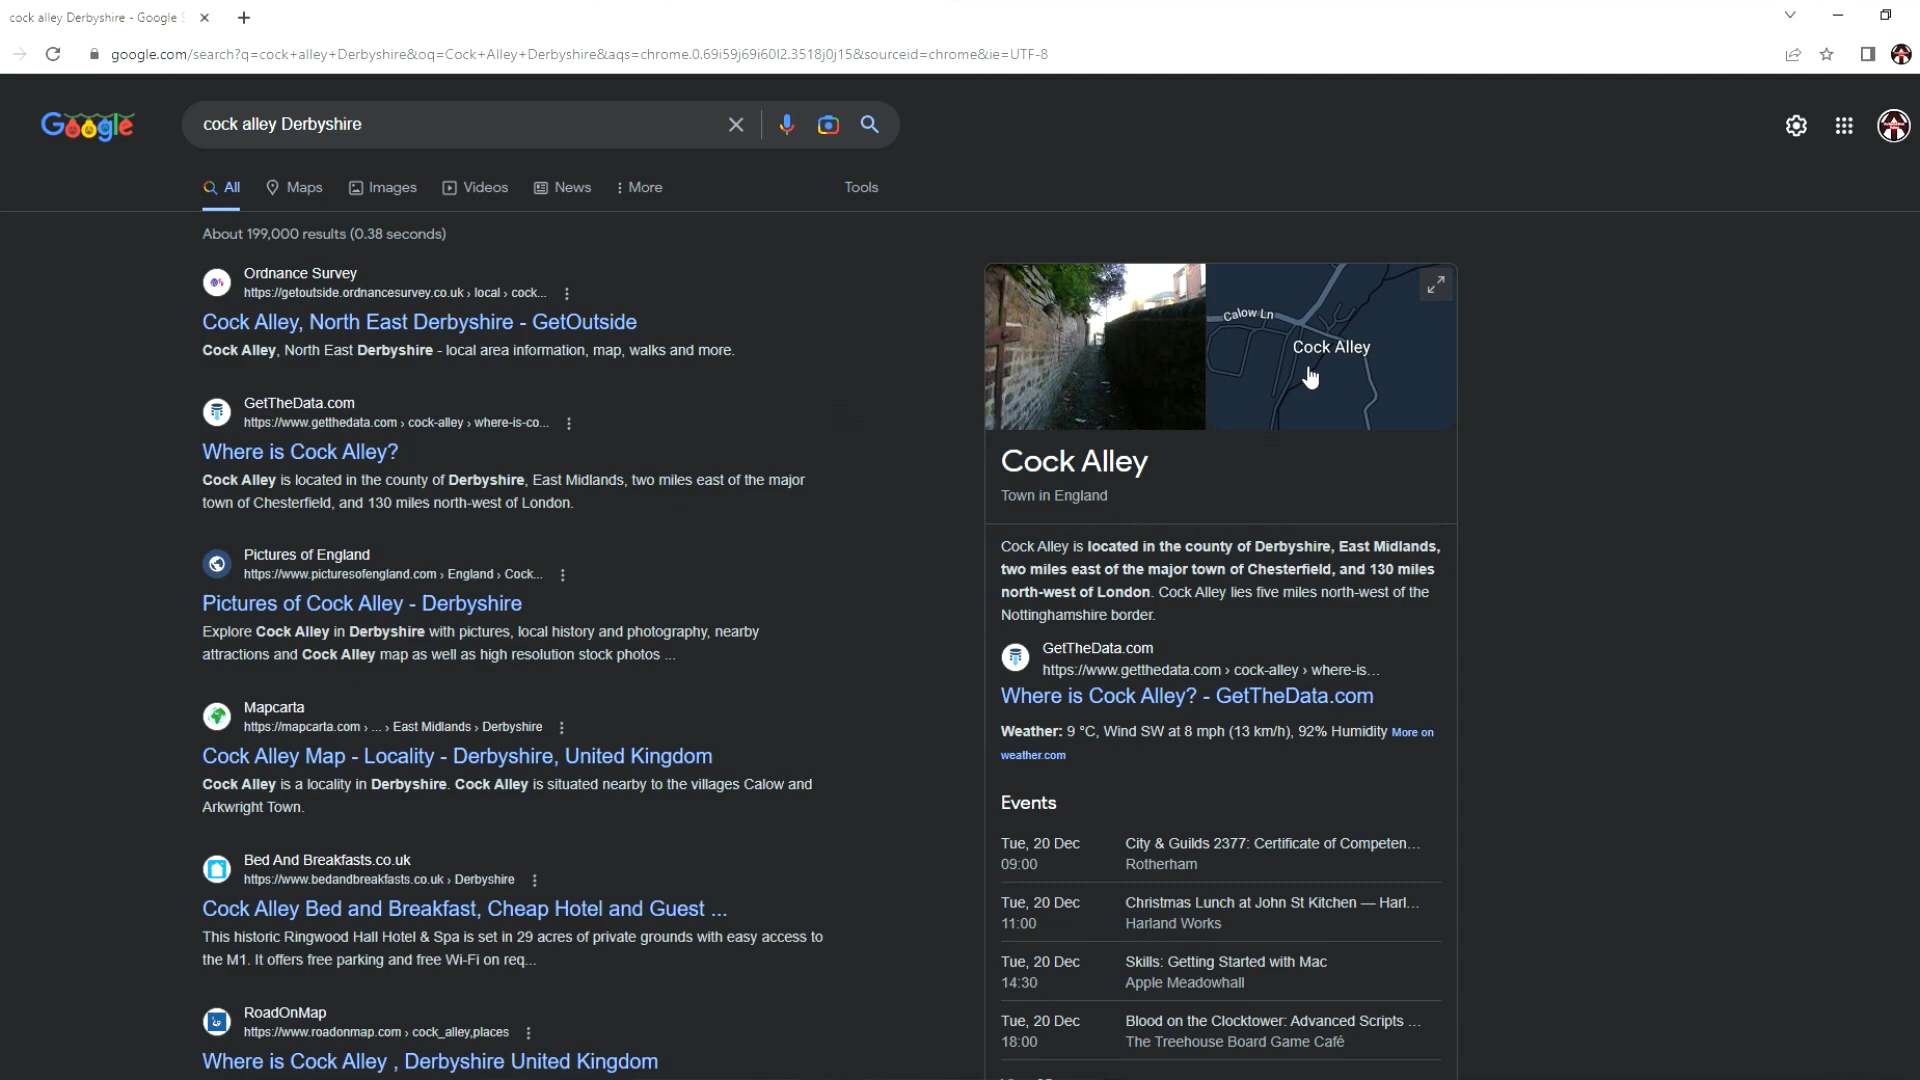 cock alley Derbyshire - Google S
google.com/search?q=cock+alley+Derbyshire&oq=Cock+Alley+Derbyshire&aqs=chrome.0.69i59j69i60l2.3518j0j15&sourceid=chrome&ie=UTF-8
Google
cock alley Derbyshire
All
Maps
Images
Videos
News
More
Tools
About 199,000 results (0.38 seconds)
Ordnance Survey
https://getoutside.ordnancesurvey.co.uk › local › cock...
Cock Alley, North East Derbyshire - GetOutside
Cock Alley, North East Derbyshire - local area information, map, walks and more.
GetTheData.com
https://www.getthedata.com › cock-alley › where-is-co...
Where is Cock Alley?
Cock Alley is located in the county of Derbyshire, East Midlands, two miles east of the major
town of Chesterfield, and 130 miles north-west of London.
Pictures of England
https://www.picturesofengland.com › England › Cock...
Pictures of Cock Alley - Derbyshire
Explore Cock Alley in Derbyshire with pictures, local history and photography, nearby
attractions and Cock Alley map as well as high resolution stock photos ...
Mapcarta
https://mapcarta.com › ... › East Midlands › Derbyshire
Cock Alley Map - Locality - Derbyshire, United Kingdom
Cock Alley is a locality in Derbyshire. Cock Alley is situated nearby to the villages Calow and
Arkwright Town.
Bed And Breakfasts.co.uk
https://www.bedandbreakfasts.co.uk › Derbyshire
Cock Alley Bed and Breakfast, Cheap Hotel and Guest ...
This historic Ringwood Hall Hotel & Spa is set in 29 acres of private grounds with easy access to
the M1. It offers free parking and free Wi-Fi on req...
RoadOnMap
https://www.roadonmap.com › cock_alley,places
Where is Cock Alley , Derbyshire United Kingdom
Calow Ln
Cock Alley
Cock Alley
Town in England
Cock Alley is located in the county of Derbyshire, East Midlands,
two miles east of the major town of Chesterfield, and 130 miles
north-west of London. Cock Alley lies five miles north-west of the
Nottinghamshire border.
GetTheData.com
https://www.getthedata.com › cock-alley › where-is...
Where is Cock Alley? - GetTheData.com
Weather: 9 °C, Wind SW at 8 mph (13 km/h), 92% Humidity More on
weather.com
Events
Tue, 20 Dec City & Guilds 2377: Certificate of Competen...
09:00 Rotherham
Tue, 20 Dec Christmas Lunch at John St Kitchen — Harl...
11:00 Harland Works
Tue, 20 Dec Skills: Getting Started with Mac
14:30 Apple Meadowhall
Tue, 20 Dec Blood on the Clocktower: Advanced Scripts ...
18:00 The Treehouse Board Game Café